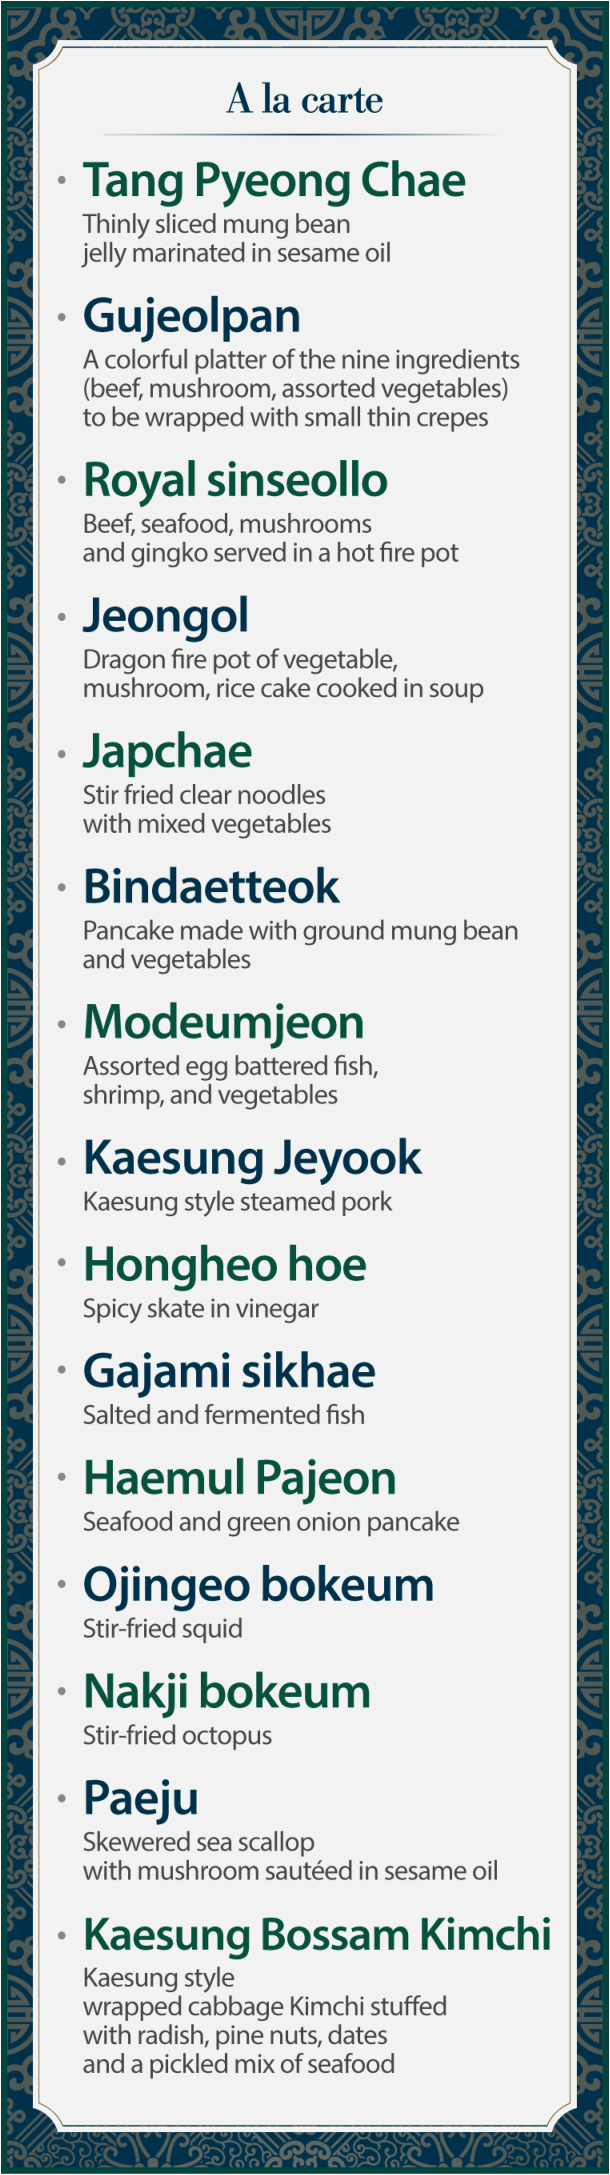 A la carte
• Tang Pyeong Chae
Thinly sliced mung bean
jelly marinated in sesame oil
• Gujeolpan
A colorful platter of the nine ingredients
(beef, mushroom, assorted vegetables)
to be wrapped with small thin crepes
• Royal sinseollo
Beef, seafood, mushrooms
and gingko served in a hot fire pot
• Jeongol
Dragon fire pot of vegetable,
mushroom, rice cake cooked in soup
• Japchae
Stir fried clear noodles
with mixed vegetables
• Bindaetteok
Pancake made with ground mung bean
and vegetables
• Modeumjeon
Assorted egg battered fish,
shrimp, and vegetables
• Kaesung Jeyook
Kaesung style steamed pork
• Hongheo hoe
Spicy skate in vinegar
• Gajami sikhae
Salted and fermented fish
• Haemul Pajeon
Seafood and green onion pancake
• Ojingeo bokeum
Stir-fried squid
• Nakji bokeum
Stir-fried octopus
• Paeju
Skewered sea scallop
with mushroom sautéed in sesame oil
• Kaesung Bossam Kimchi
Kaesung style
wrapped cabbage Kimchi stuffed
with radish, pine nuts, dates
and a pickled mix of seafood